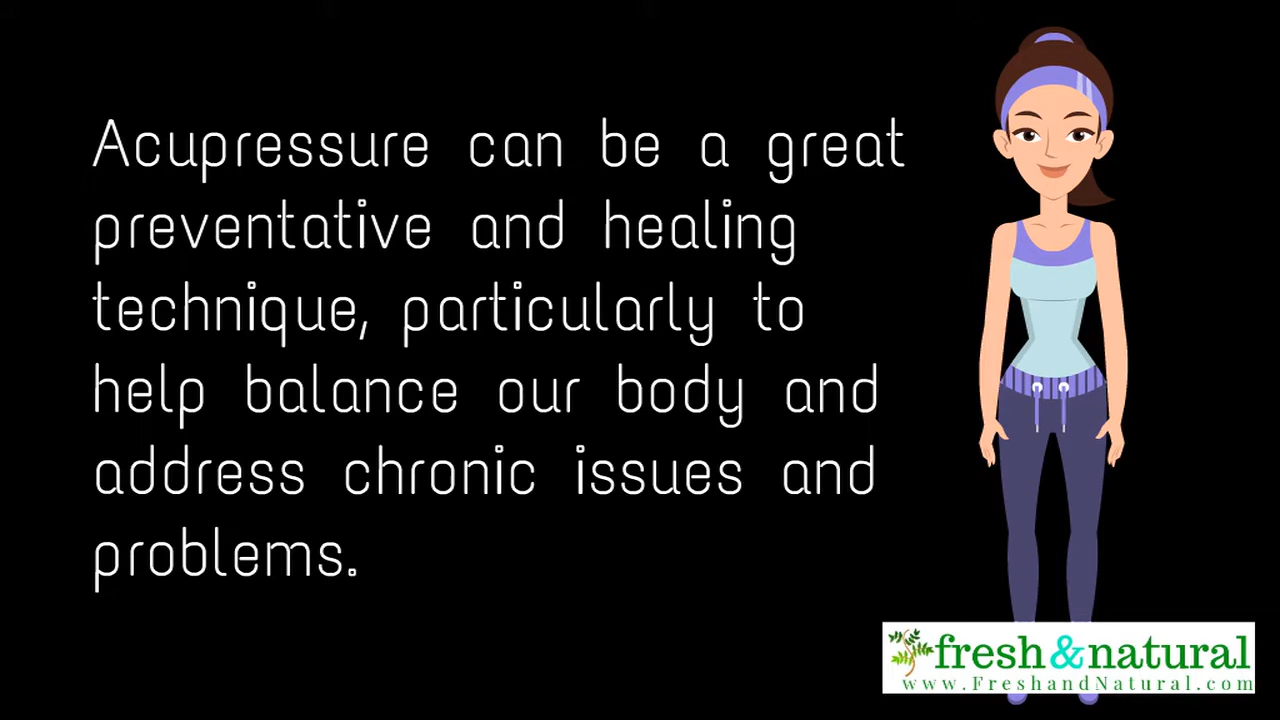 Acupressure can be a great
preventative and healing
technique, particularly to
help balance our body and
address chronic issues and
problems.
fresh&natural
www.FreshandNatural.com